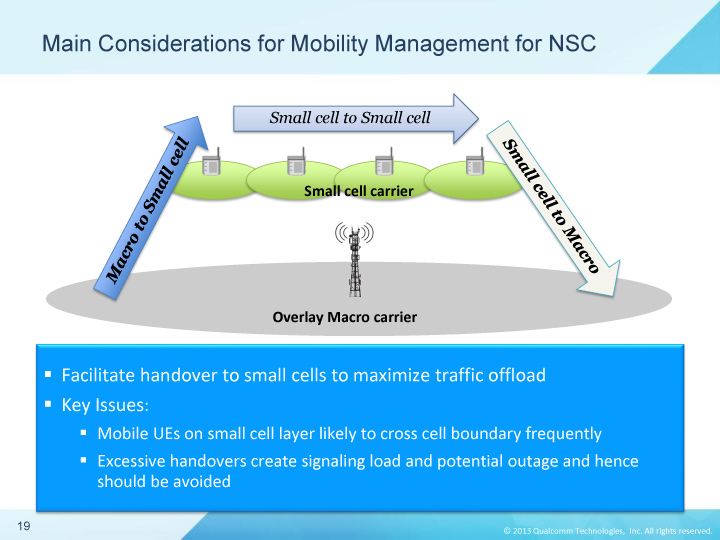 Main Considerations for Mobility Management for NSC
Small cell to Small cell
Macro to Small cell
Small cell to Macro
Small cell carrier
Overlay Macro carrier
▪ Facilitate handover to small cells to maximize traffic offload
▪ Key Issues:
▪ Mobile UEs on small cell layer likely to cross cell boundary frequently
▪ Excessive handovers create signaling load and potential outage and hence
should be avoided
19
© 2013 Qualcomm Technologies, Inc. All rights reserved.